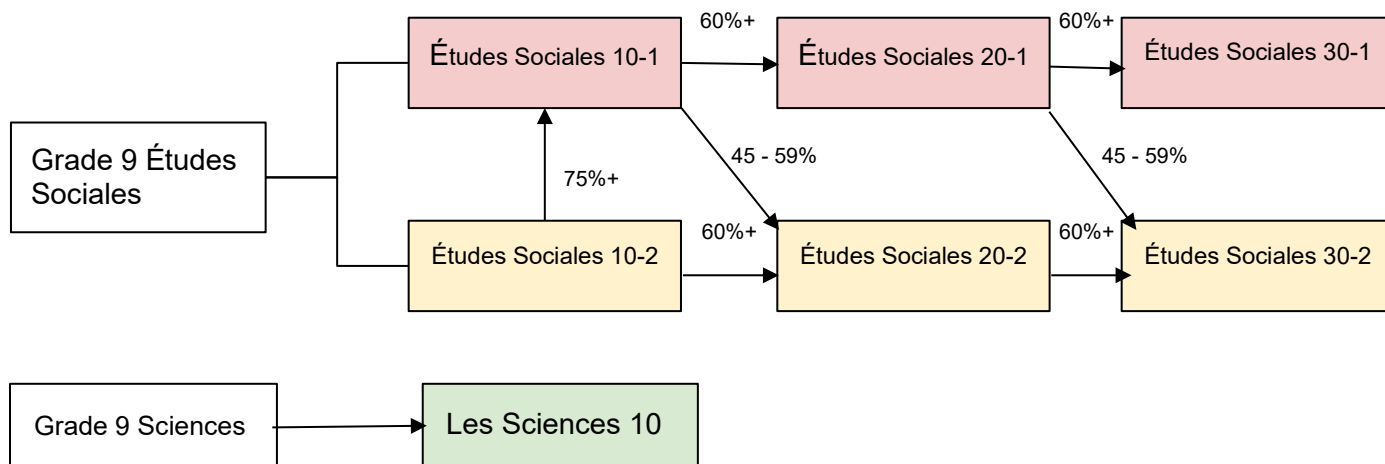 60%+
60%+
Études Sociales 10-1
Études Sociales 20-1
Études Sociales 30-1
Grade 9 Études
Sociales
75%+
45 - 59%
45 - 59%
60%+
60%+
Études Sociales 10-2
Études Sociales 20-2
Études Sociales 30-2
Grade 9 Sciences
Les Sciences 10